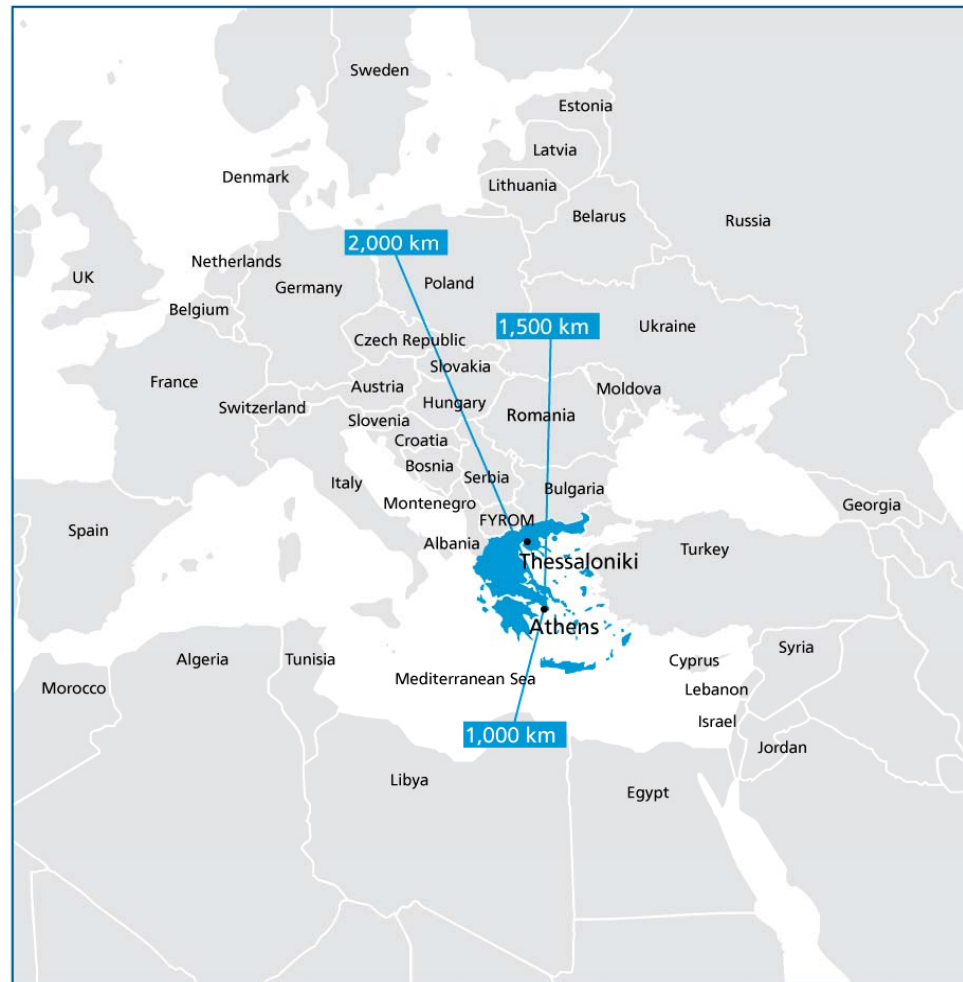 Sweden
Estonia
Latvia
Denmark
Lithuania
Belarus
Russia
2,000 km
Netherlands
UK
Germany
Poland
Belgium
1,500 km
Ukraine
Czech Republic
Slovakia
France
Austria
Moldova
Switzerland
Hungary
Romania
Slovenia
Croatia
Bosnia
Italy
Serbia
Bulgaria
Montenegro
Georgia
FYROM
Spain
Albania
Turkey
Thessaloniki
Athens
Syria
Algeria
Tunisia
Cyprus
Mediterranean Sea
Morocco
Lebanon
Israel
1,000 km
Jordan
Libya
Egypt